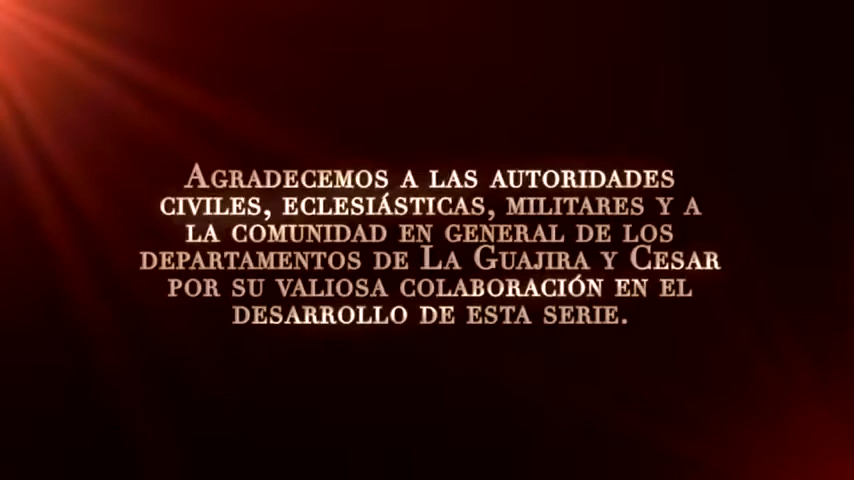 Agradecemos a las autoridades
civiles, eclesiásticas, militares y a
la comunidad en general de los
departamentos de La Guajira y Cesar
por su valiosa colaboración en el
desarrollo de esta serie.